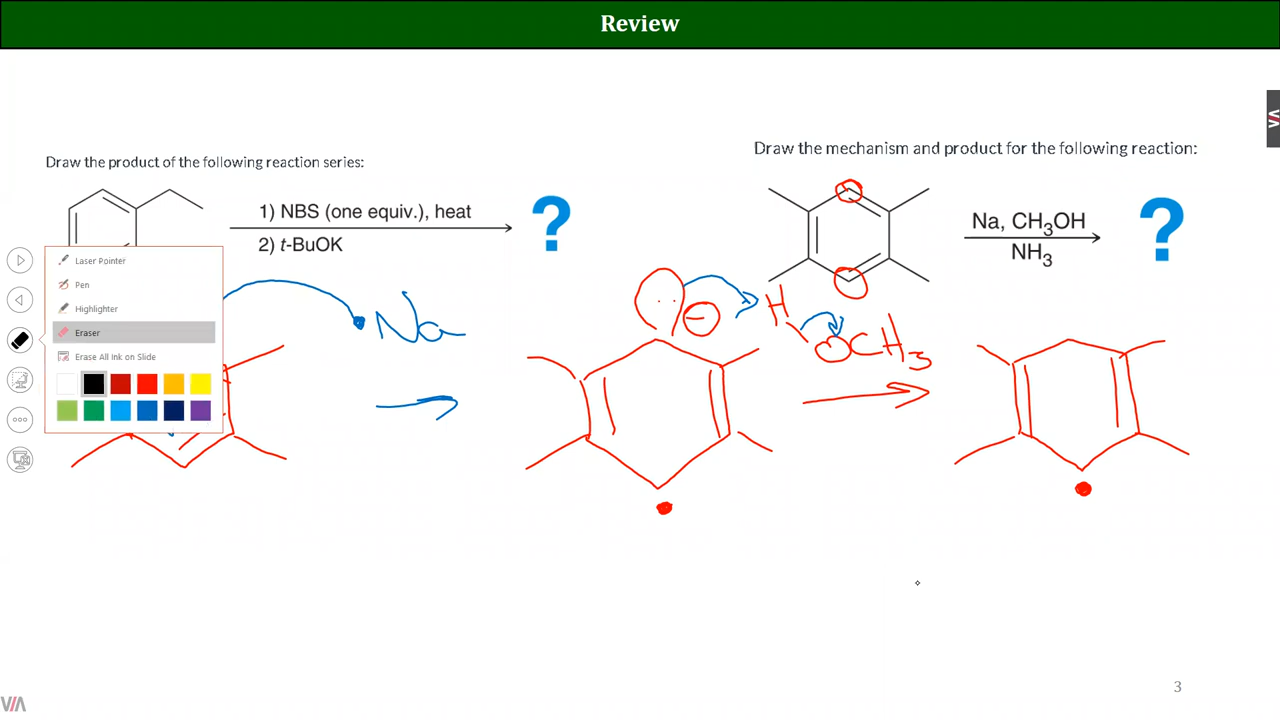 Review
Draw the product of the following reaction series:
1) NBS (one equiv.), heat
2) t-BuOK
?
Draw the mechanism and product for the following reaction:
Na, CH3OH
NH3
?
Laser Pointer
Pen
Highlighter
Eraser
Erase All Ink on Slide
Na
H
OCH3
3
VIA